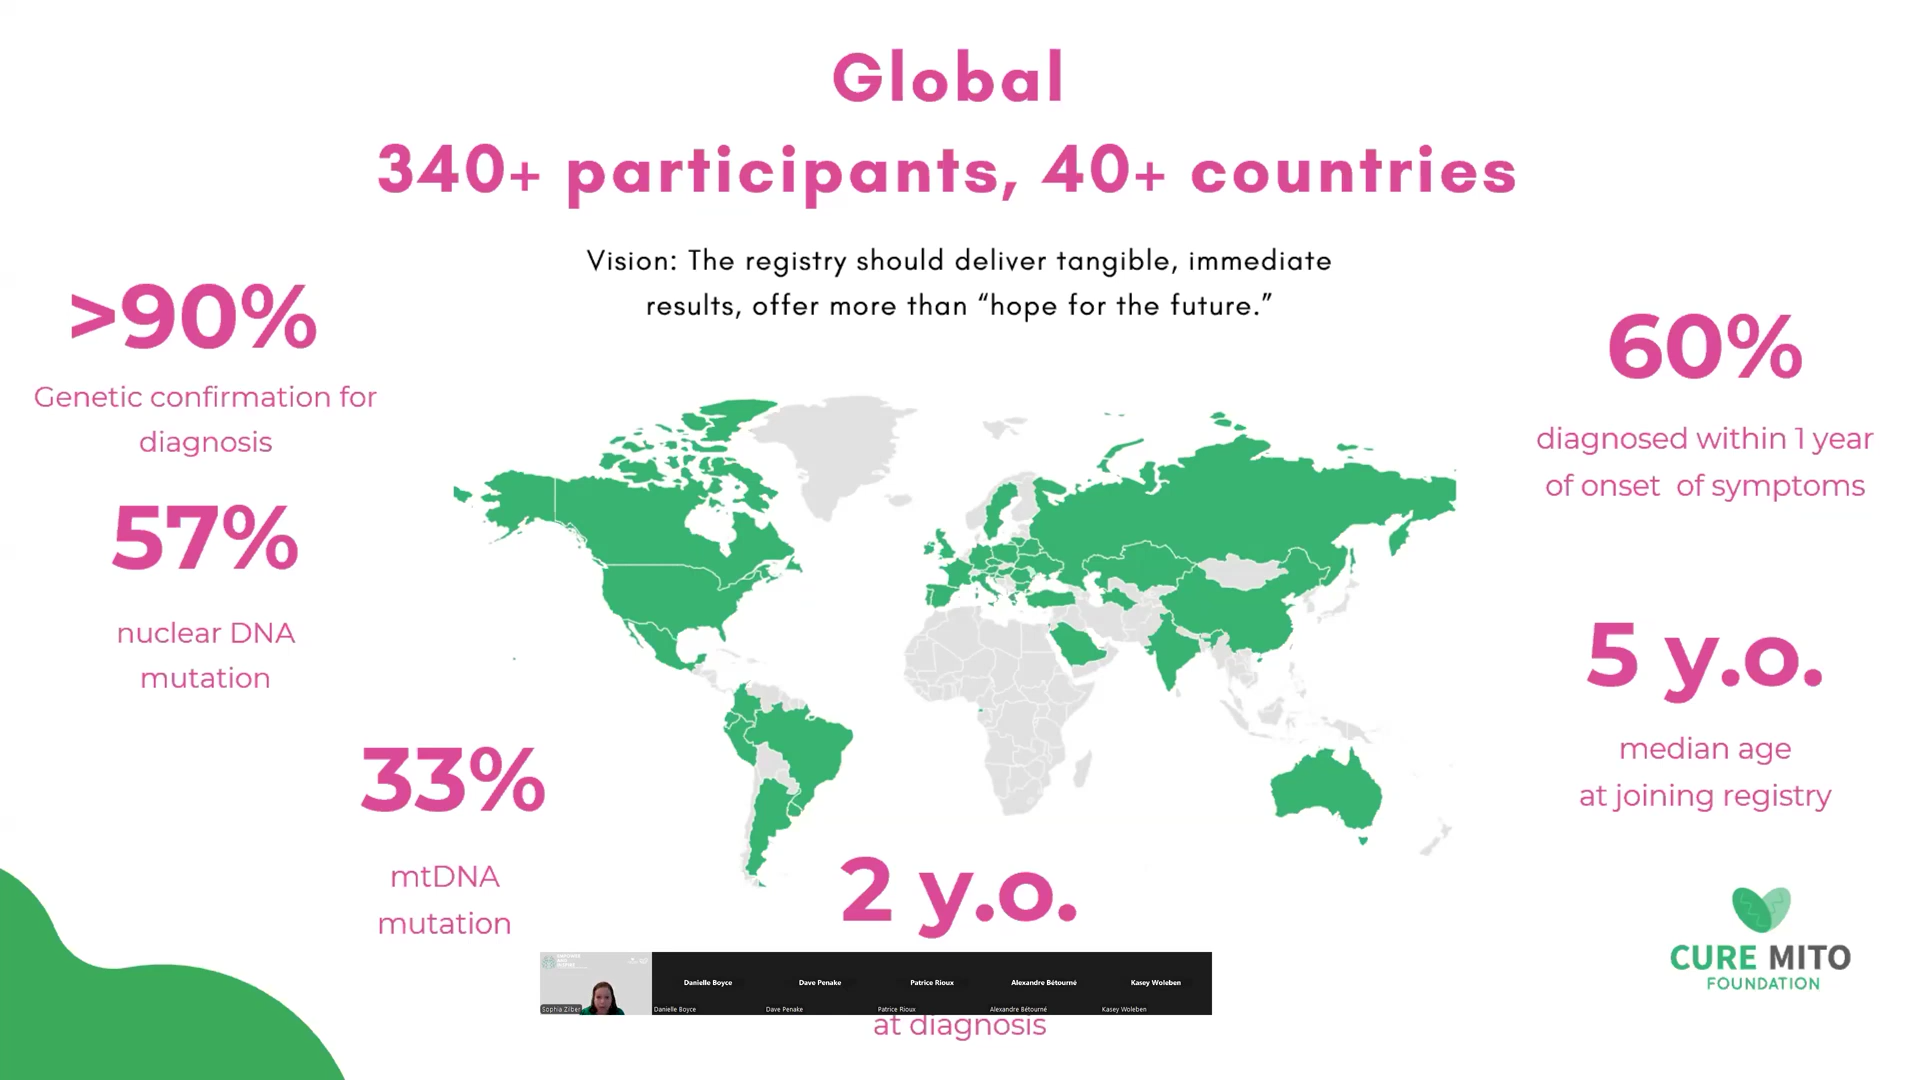 Global
340+ participants, 40+ countries
Vision: The registry should deliver tangible, immediate
results, offer more than “hope for the future.”
>90%
Genetic confirmation for
diagnosis
57%
nuclear DNA
mutation
33%
mtDNA
mutation
2 y.o.
at diagnosis
60%
diagnosed within 1 year
of onset of symptoms
5 y.o.
median age
at joining registry
CURE MITO
FOUNDATION
Sophia Zilber
Danielle Boyce
Danielle Boyce
Dave Penake
Dave Penake
Patrice Rioux
Patrice Rioux
Alexandre Bétourné
Alexandre Bétourné
Kasey Woleben
Kasey Woleben